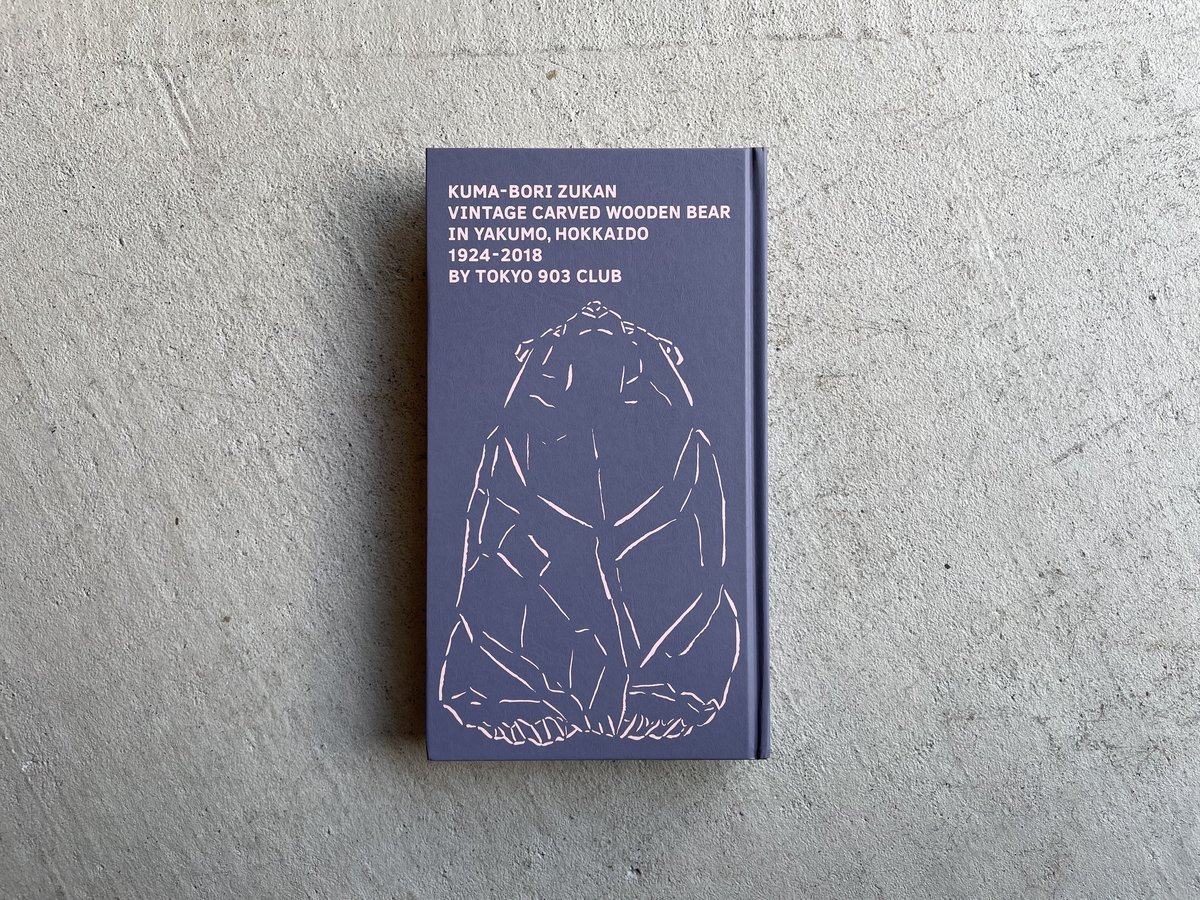 KUMA-BORI ZUKAN
VINTAGE CARVED WOODEN BEAR
IN YAKUMO, HOKKAIDO
1924-2018
BY TOKYO 903 CLUB